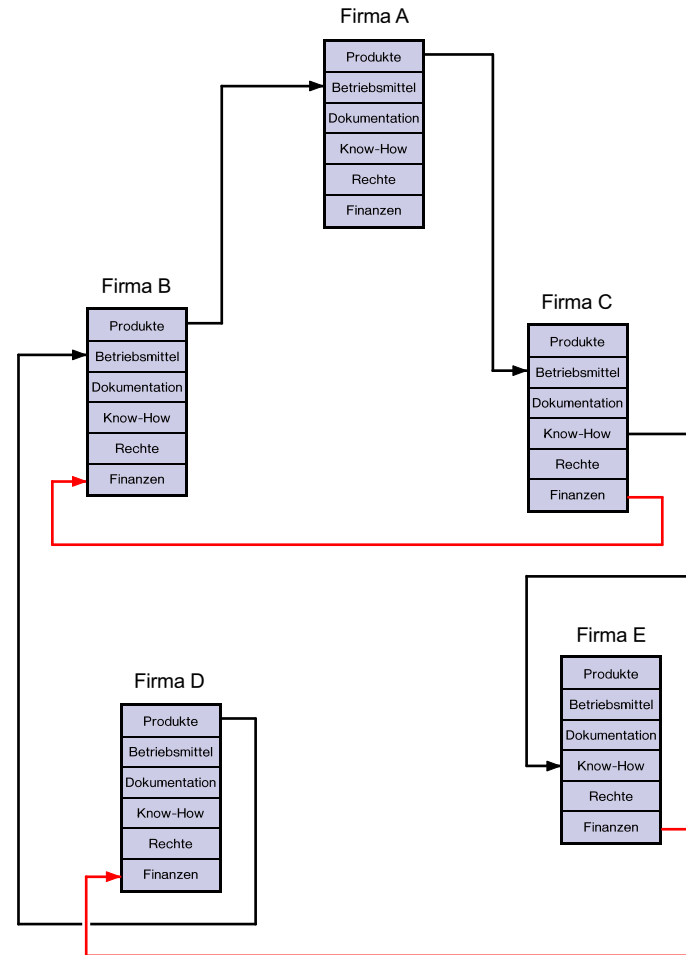 Firma A
Produkte
Betriebsmittel
Dokumentation
Know-How
Rechte
Finanzen
Firma B
Produkte
Betriebsmittel
Dokumentation
Know-How
Rechte
Finanzen
Firma C
Produkte
Betriebsmittel
Dokumentation
Know-How
Rechte
Finanzen
Firma D
Produkte
Betriebsmittel
Dokumentation
Know-How
Rechte
Finanzen
Firma E
Produkte
Betriebsmittel
Dokumentation
Know-How
Rechte
Finanzen